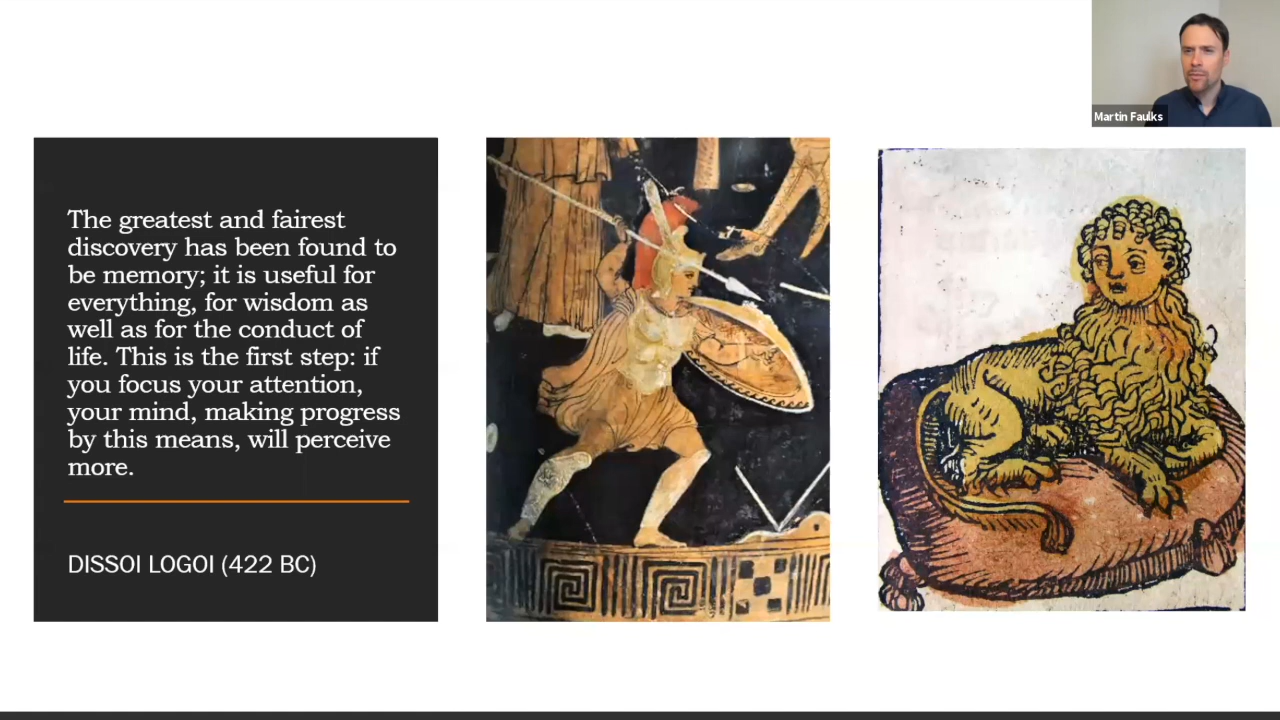 Martin Faulks
The greatest and fairest
discovery has been found to
be memory; it is useful for
everything, for wisdom as
well as for the conduct of
life. This is the first step: if
you focus your attention,
your mind, making progress
by this means, will perceive
more.
DISSOI LOGOI (422 BC)